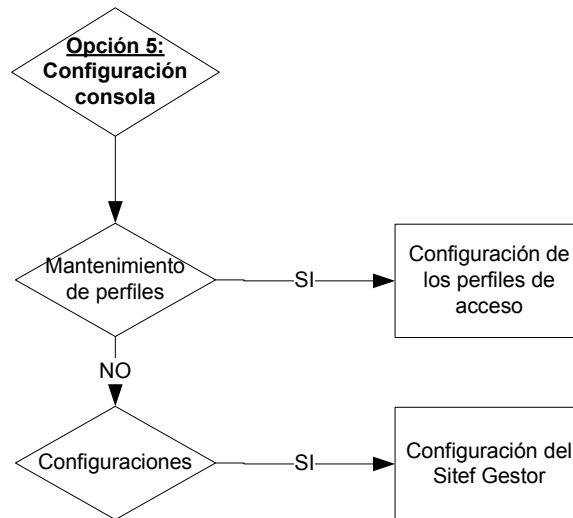 Opción 5:
Configuración
consola
Mantenimiento
de perfiles
SI
Configuración de
los perfiles de
acceso
NO
Configuraciones
SI
Configuración del
Sitef Gestor